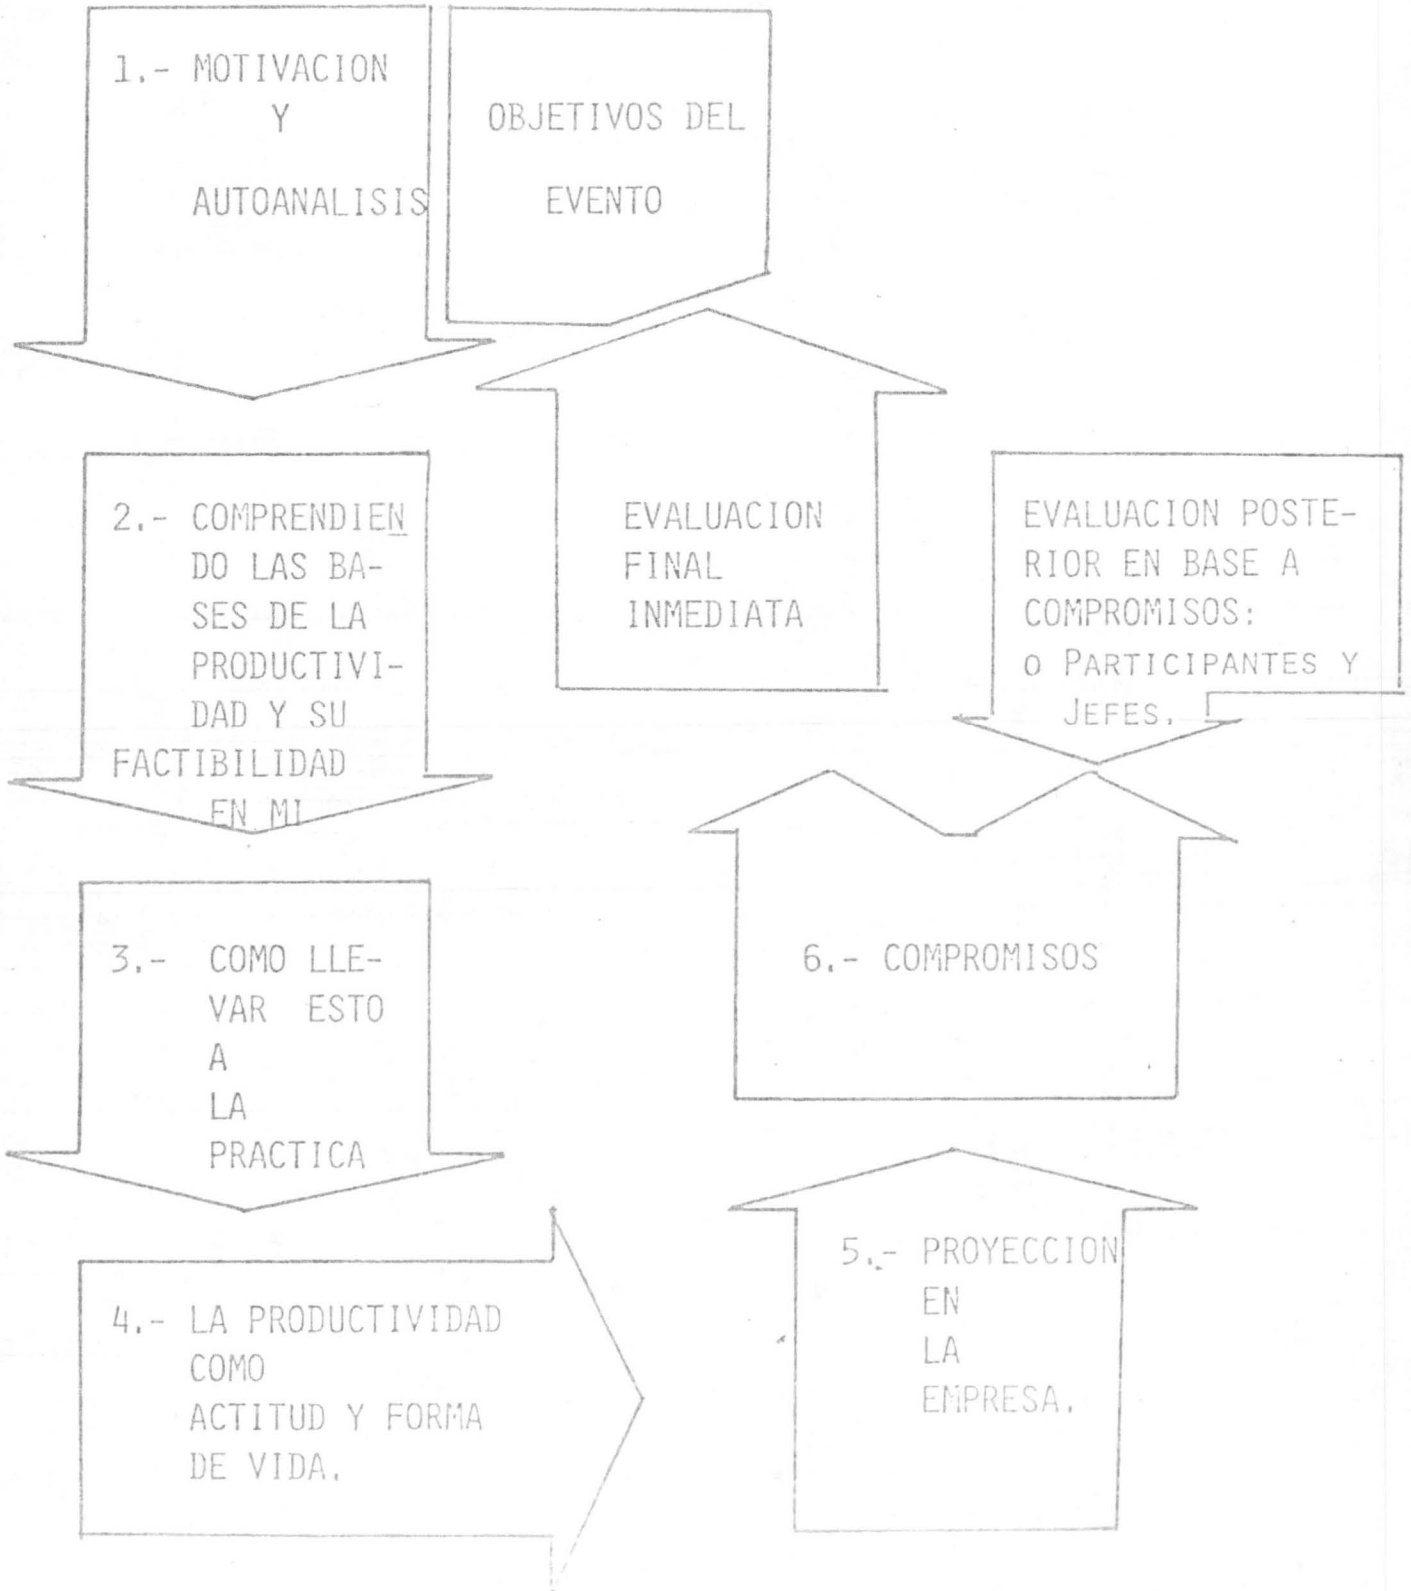 1.- MOTIVACION
Y
AUTOANALISIS
OBJETIVOS DEL
EVENTO
2.- COMPRENDIEN
DO LAS BA-
SES DE LA
PRODUCTIVI-
DAD Y SU
FACTIBILIDAD
EN MI
EVALUACION
FINAL
INMEDIATA
EVALUACION POSTE-
RIOR EN BASE A
COMPROMISOS:
o PARTICIPANTES Y
JEFES.
3.- COMO LLE-
VAR ESTO
A
LA
PRACTICA
6.- COMPROMISOS
4.- LA PRODUCTIVIDAD
COMO
ACTITUD Y FORMA
DE VIDA.
5.- PROYECCION
EN
LA
EMPRESA.